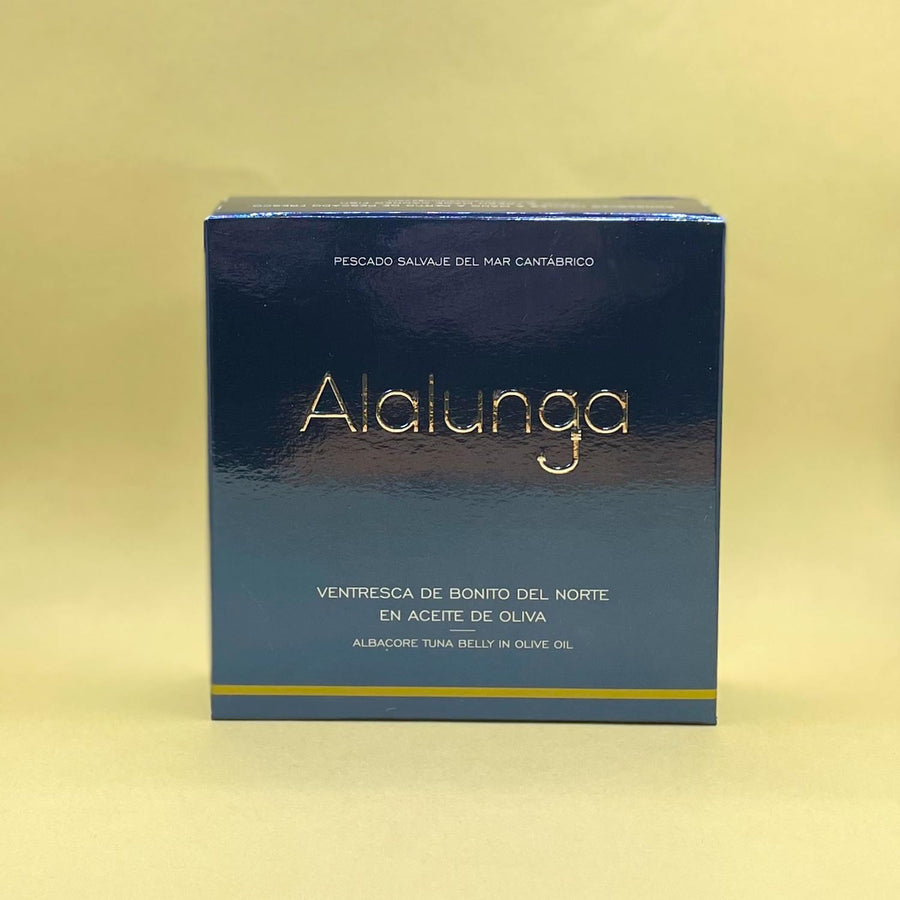 PESCADO SALVAJE DEL MAR CANTÁBRICO
Alalunga
VENTRESCA DE BONITO DEL NORTE
EN ACEITE DE OLIVA
ALBACORE TUNA BELLY IN OLIVE OIL